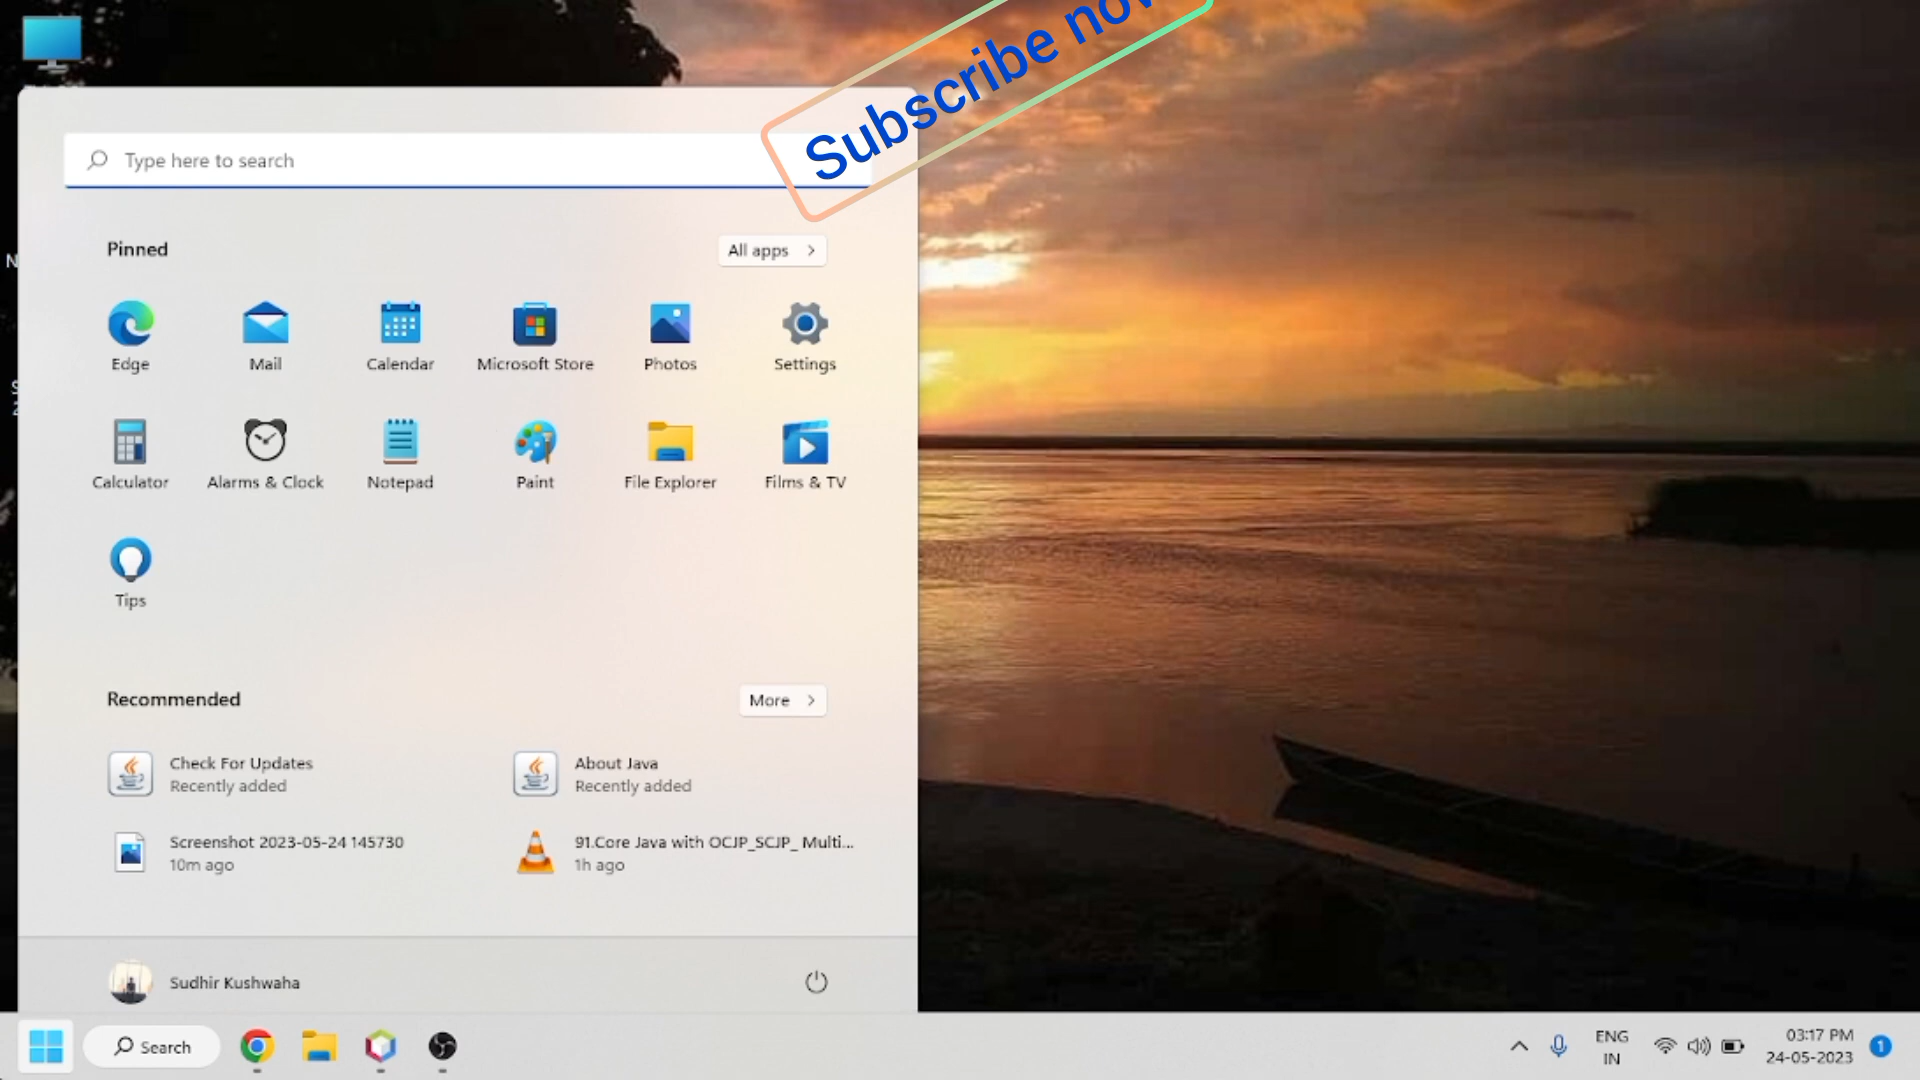 Subscribe now
Type here to search
Pinned
All apps
Edge
Mail
Calendar
Microsoft Store
Photos
Settings
Calculator
Alarms & Clock
Notepad
Paint
File Explorer
Films & TV
Tips
Recommended
More
Check For Updates
Recently added
About Java
Recently added
Screenshot 2023-05-24 145730
10m ago
91.Core Java with OCJP_SCJP_ Multi...
1h ago
Sudhir Kushwaha
Search
ENG
IN
03:17 PM
24-05-2023
1